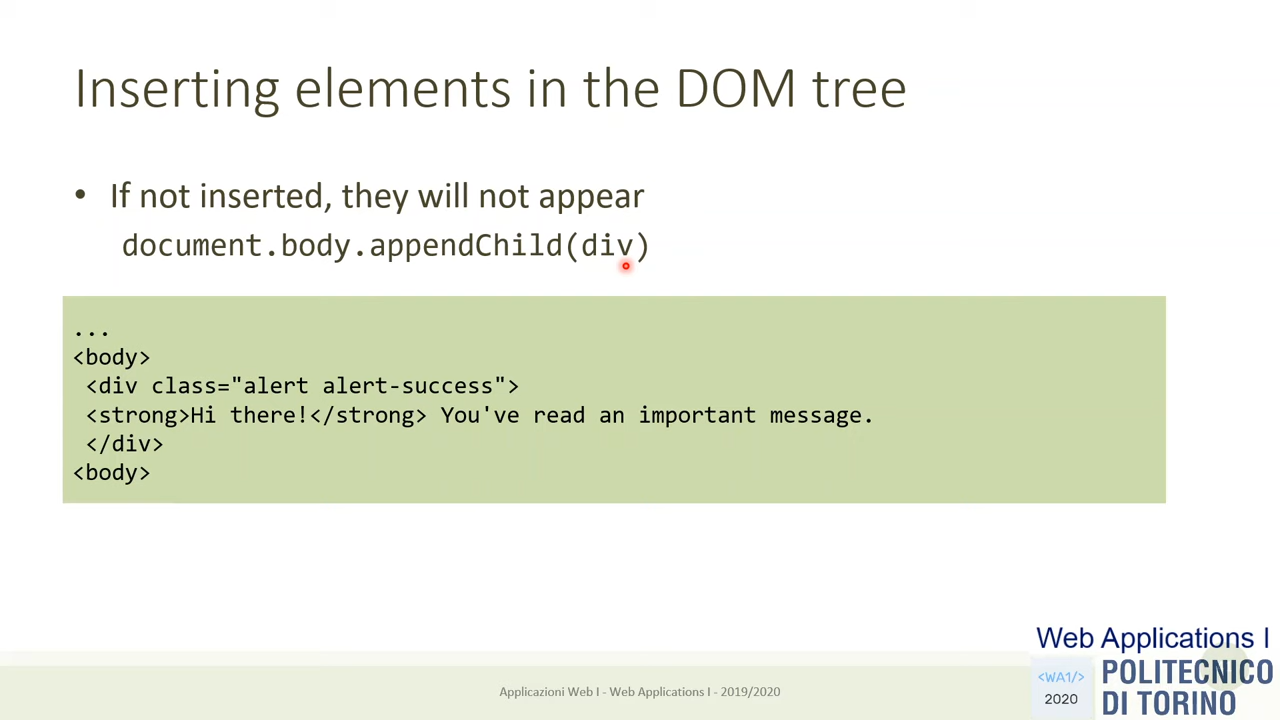 Inserting elements in the DOM tree
• If not inserted, they will not appear
document.body.appendChild(div)
...
<body>
<div class="alert alert-success">
<strong>Hi there!</strong> You've read an important message.
</div>
<body>
Applicazioni Web I - Web Applications I - 2019/2020
Web Applications I
<WA1/>
2020
POLITECNICO
DI TORINO